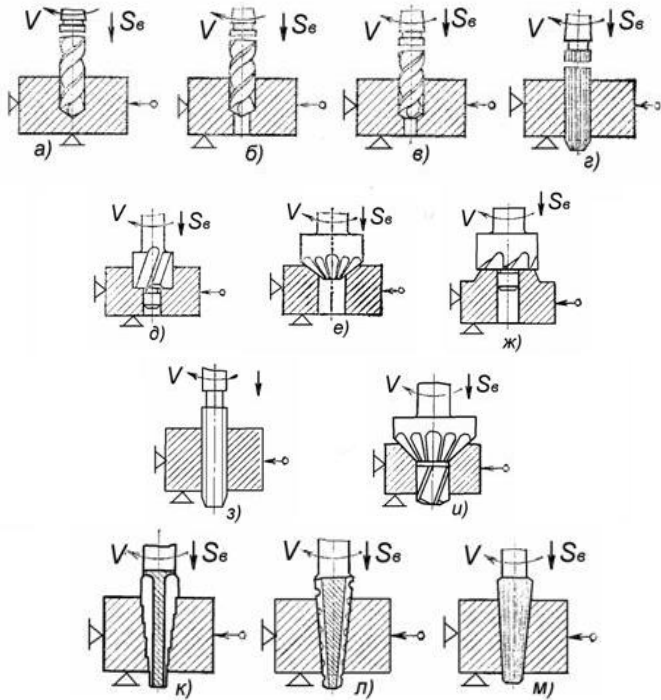 V Sв V Sв V Sв V Sв
а) б) в) г)
V Sв V Sв V Sв
д) е) ж)
V V Sв
з) и)
V Sв V Sв V Sв
к) л) м)